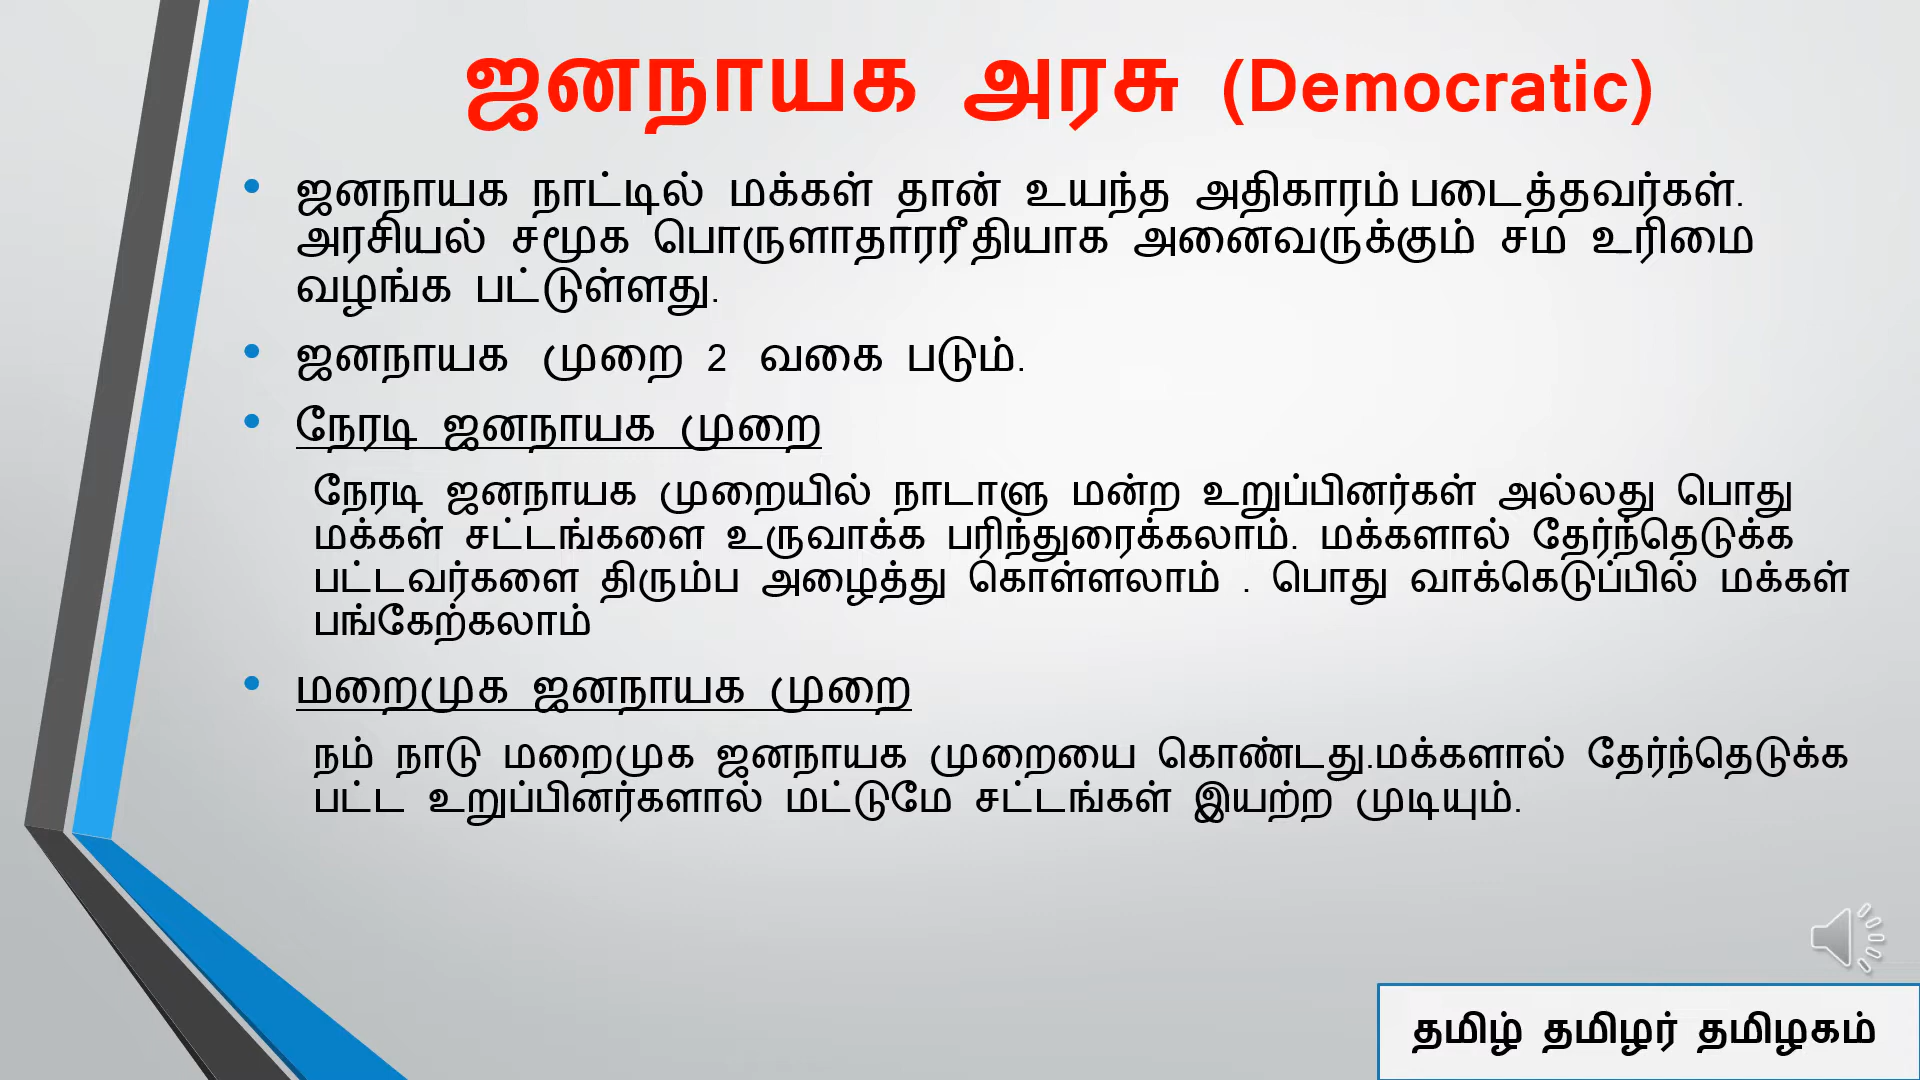 ஜனநாயக அரசு (Democratic)
ஜனநாயக நாட்டில் மக்கள் தான் உயந்த அதிகாரம் படைத்தவர்கள்.
அரசியல் சமூக பொருளாதாரரீதியாக அனைவருக்கும் சம உரிமை
வழங்க பட்டுள்ளது.
ஜனநாயக முறை 2 வகை படும்.
நேரடி ஜனநாயக முறை
நேரடி ஜனநாயக முறையில் நாடாளு மன்ற உறுப்பினர்கள் அல்லது பொது
மக்கள் சட்டங்களை உருவாக்க பரிந்துரைக்கலாம். மக்களால் தேர்ந்தெடுக்க
பட்டவர்களை திரும்ப அழைத்து கொள்ளலாம் . பொது வாக்கெடுப்பில் மக்கள்
பங்கேற்கலாம்
மறைமுக ஜனநாயக முறை
நம் நாடு மறைமுக ஜனநாயக முறையை கொண்டது.மக்களால் தேர்ந்தெடுக்க
பட்ட உறுப்பினர்களால் மட்டுமே சட்டங்கள் இயற்ற முடியும்.
தமிழ் தமிழர் தமிழகம்